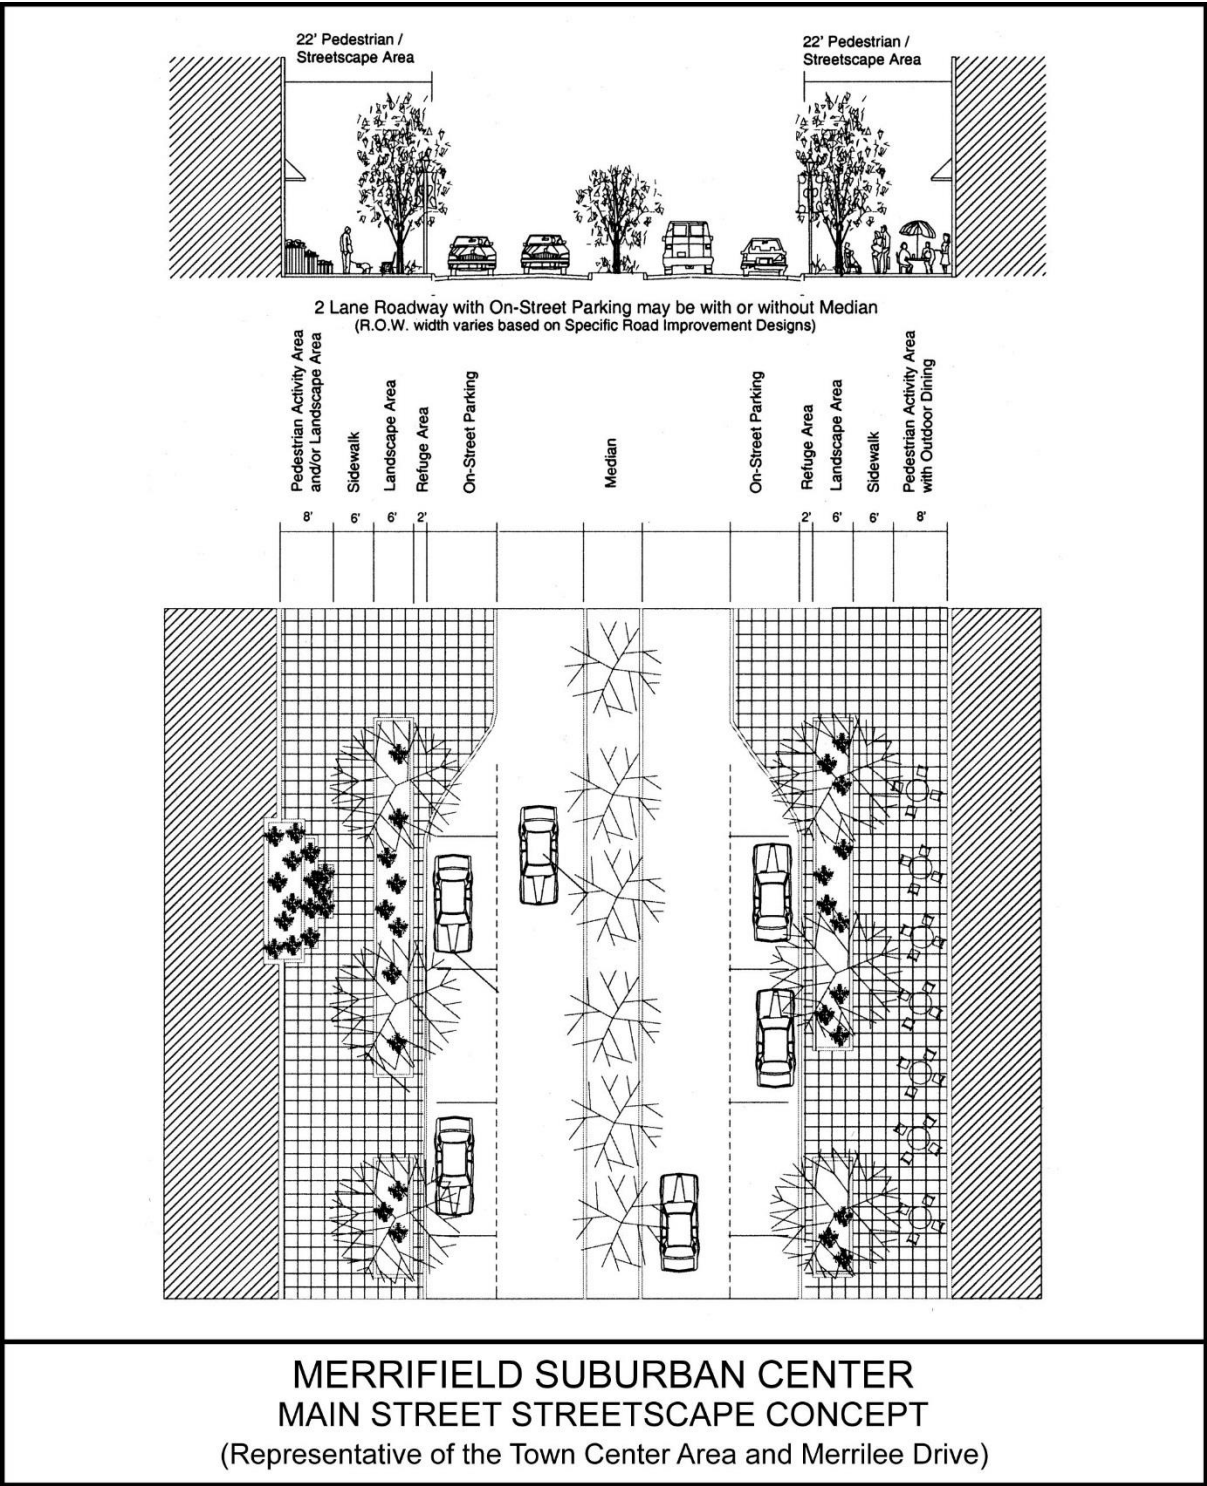 22' Pedestrian /
Streetscape Area
22' Pedestrian /
Streetscape Area
2 Lane Roadway with On-Street Parking may be with or without Median
(R.O.W. width varies based on Specific Road Improvement Designs)
Pedestrian Activity Area
and/or Landscape Area
Sidewalk
Landscape Area
Refuge Area
On-Street Parking
Median
On-Street Parking
Refuge Area
Landscape Area
Sidewalk
Pedestrian Activity Area
with Outdoor Dining
8' 6' 6' 2' 2' 6' 6' 8'
MERRIFIELD SUBURBAN CENTER
MAIN STREET STREETSCAPE CONCEPT
(Representative of the Town Center Area and Merrilee Drive)